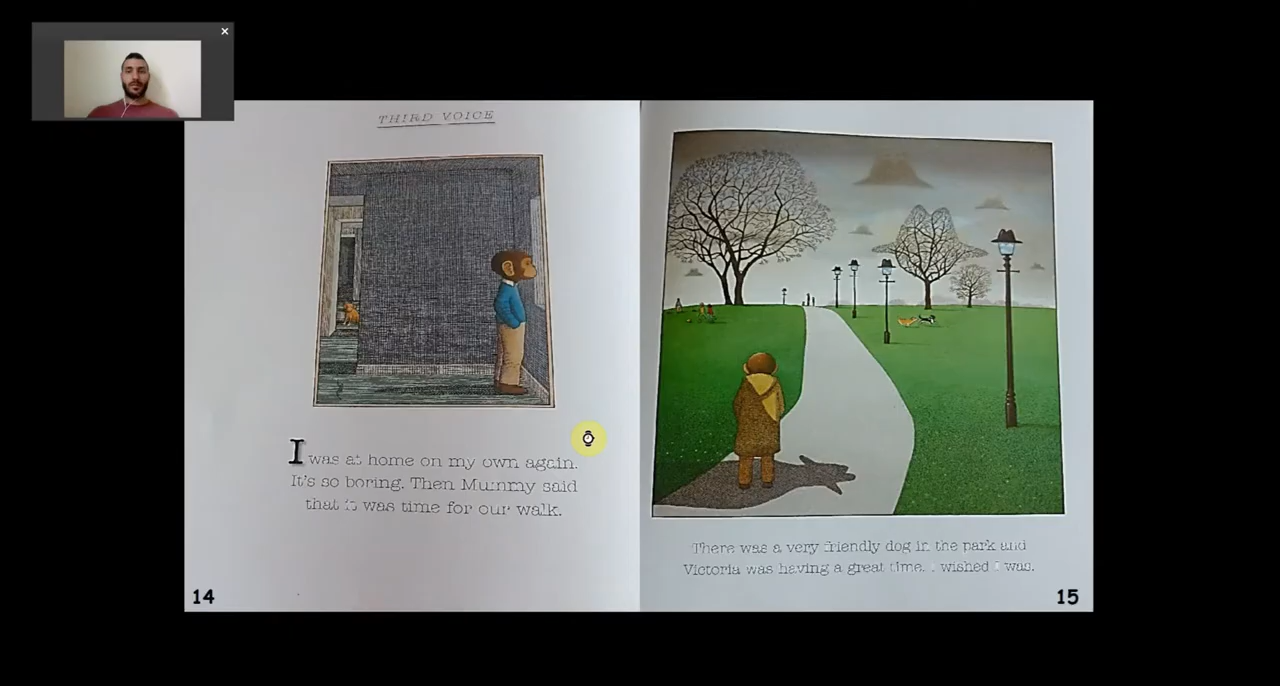 THIRD VOICE
I was at home on my own again.
It's so boring. Then Mummy said
that it was time for our walk.
14
There was a very friendly dog in the park and
Victoria was having a great time. I wished I was.
15